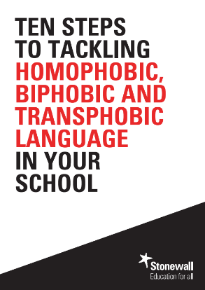 TEN STEPS
TO TACKLING
HOMOPHOBIC,
BIPHOBIC AND
TRANSPHOBIC
LANGUAGE
IN YOUR
SCHOOL
Stonewall
Education for all